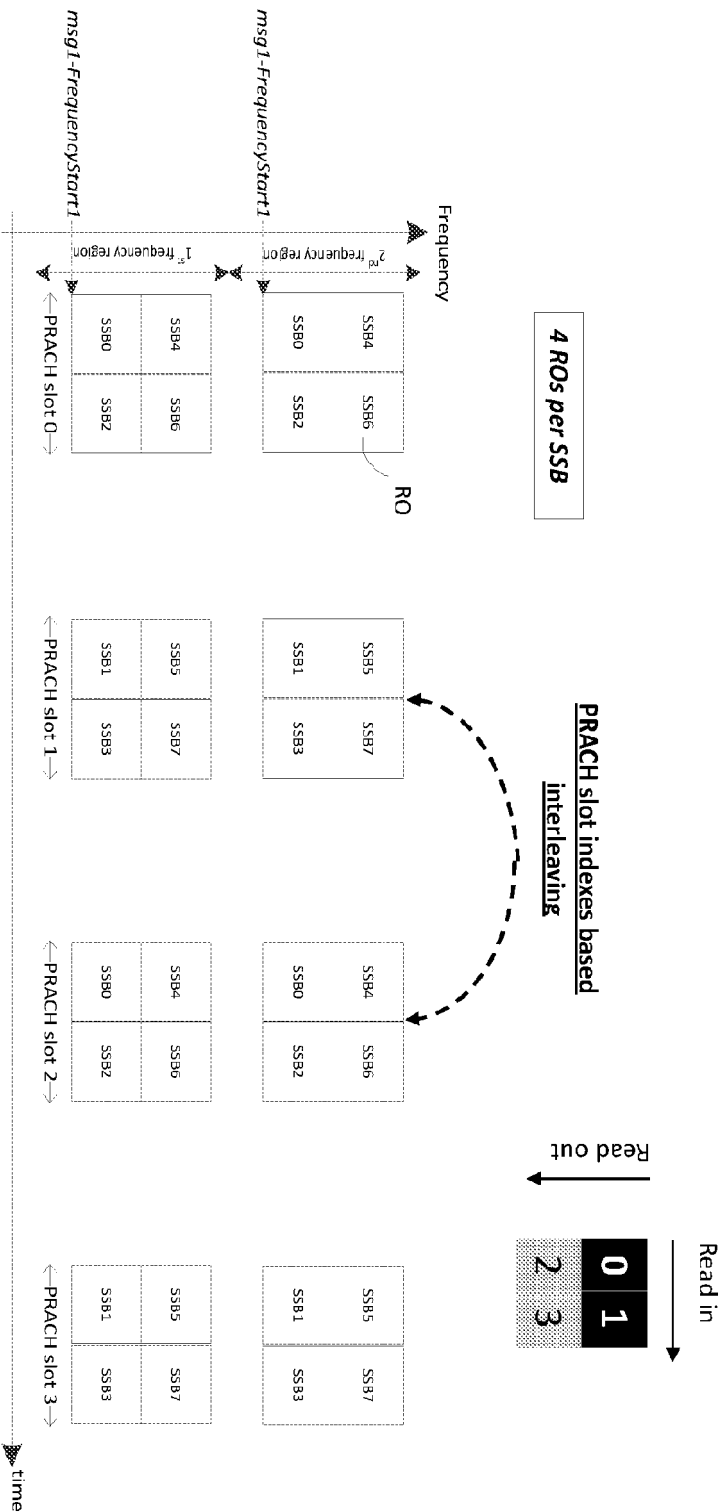 4 ROs per SSB
PRACH slot indexes based
interleaving
Read in
Read out
0 1
2 3
Frequency
RO
2nd frequency region
1st frequency region
msg1-FrequencyStart1
msg1-FrequencyStart1
SSB4 SSB6 SSB5 SSB7 SSB4 SSB6 SSB5 SSB7
SSB0 SSB2 SSB1 SSB3 SSB0 SSB2 SSB1 SSB3
SSB4 SSB6 SSB5 SSB7 SSB4 SSB6 SSB5 SSB7
SSB0 SSB2 SSB1 SSB3 SSB0 SSB2 SSB1 SSB3
PRACH slot 0 PRACH slot 1 PRACH slot 2 PRACH slot 3
time